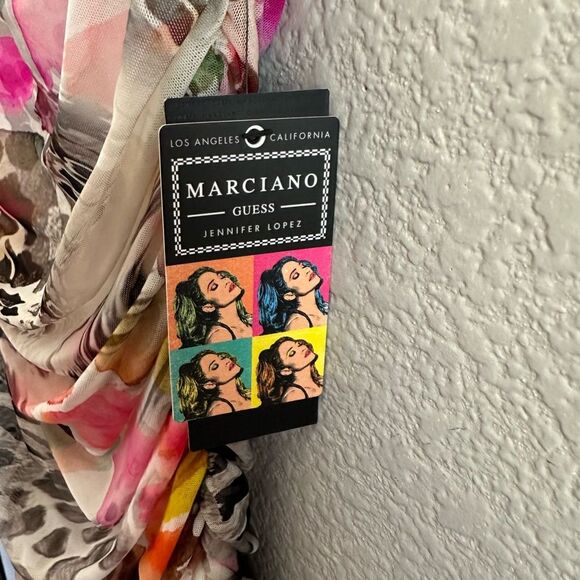 LOS ANGELES CALIFORNIA
MARCIANO
GUESS
JENNIFER LOPEZ